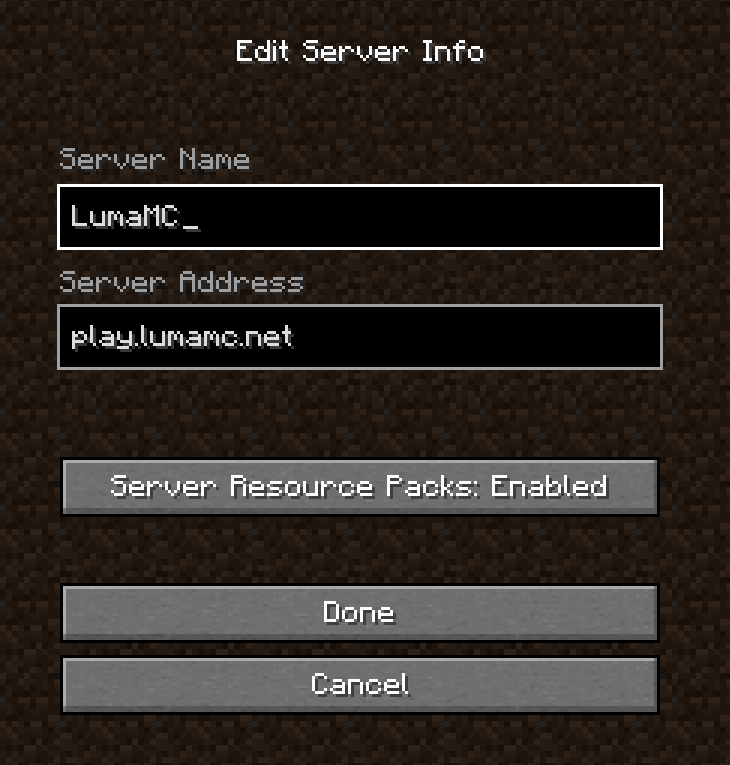 Edit Server Info
Server Name
LumaMC_
Server Address
play.lumamc.net
Server Resource Packs: Enabled
Done
Cancel